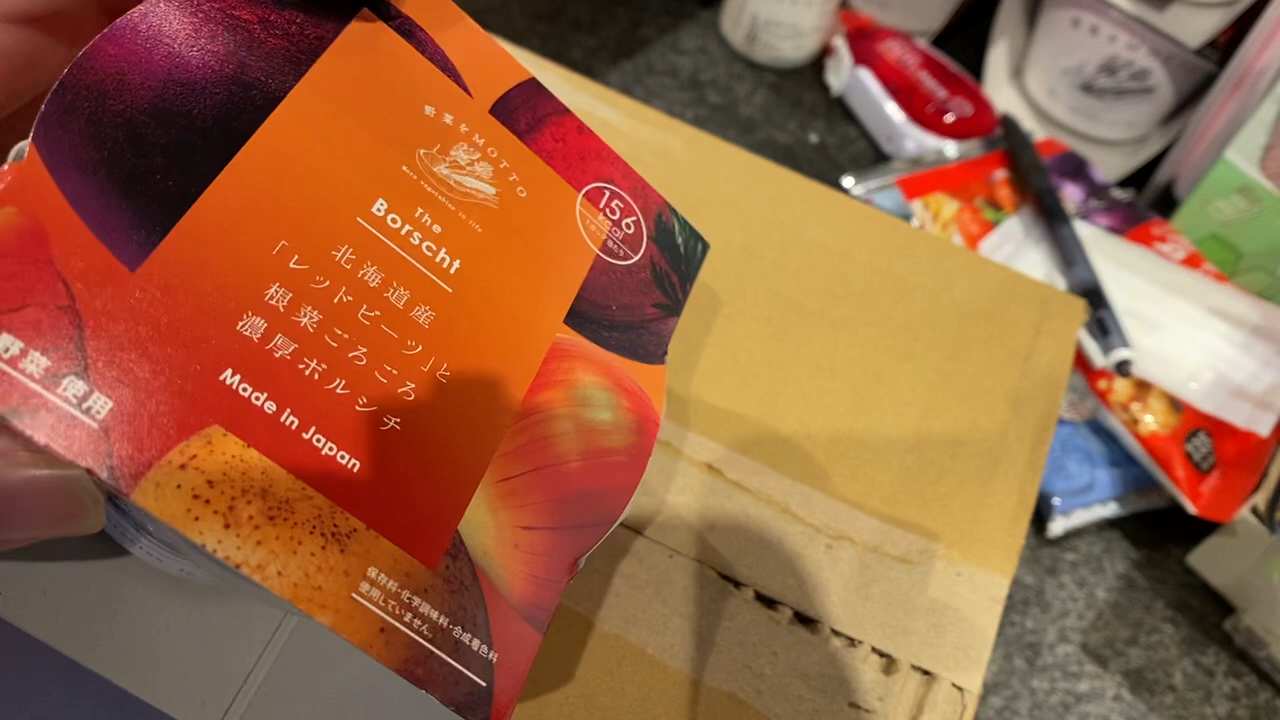 野菜をMOTTO
More vegetables in life
The
Borscht
156
kcal
北海道産
「レッドビーツ」と
根菜ごろごろ
濃厚ボルシチ
Made in Japan
野菜 使用
保存料・化学調味料・合成着色料
使用していません。